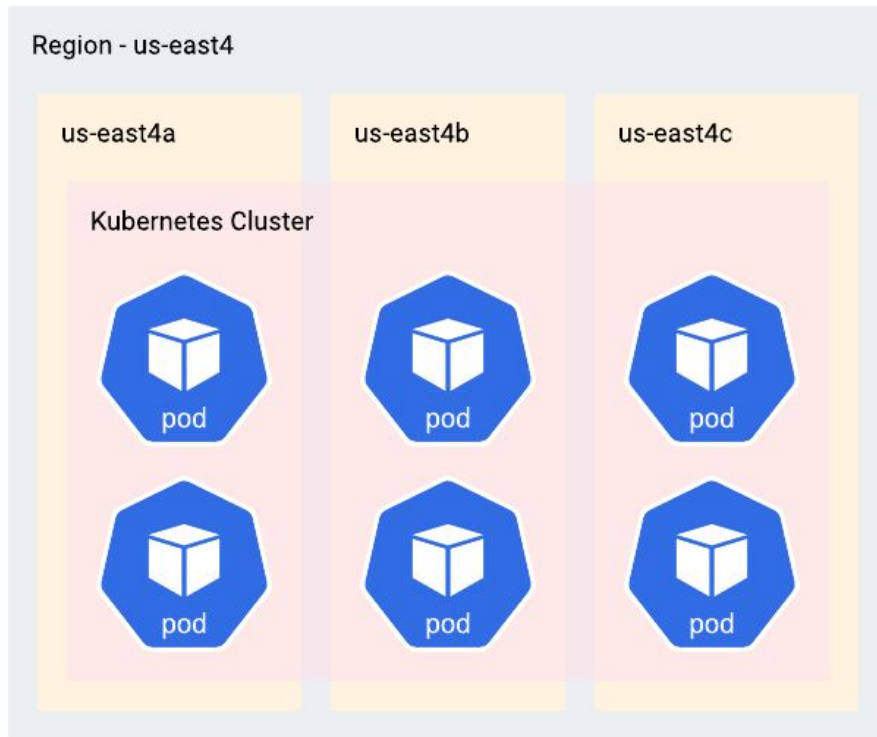 Region - us-east4
us-east4a
us-east4b
us-east4c
Kubernetes Cluster
pod
pod
pod
pod
pod
pod